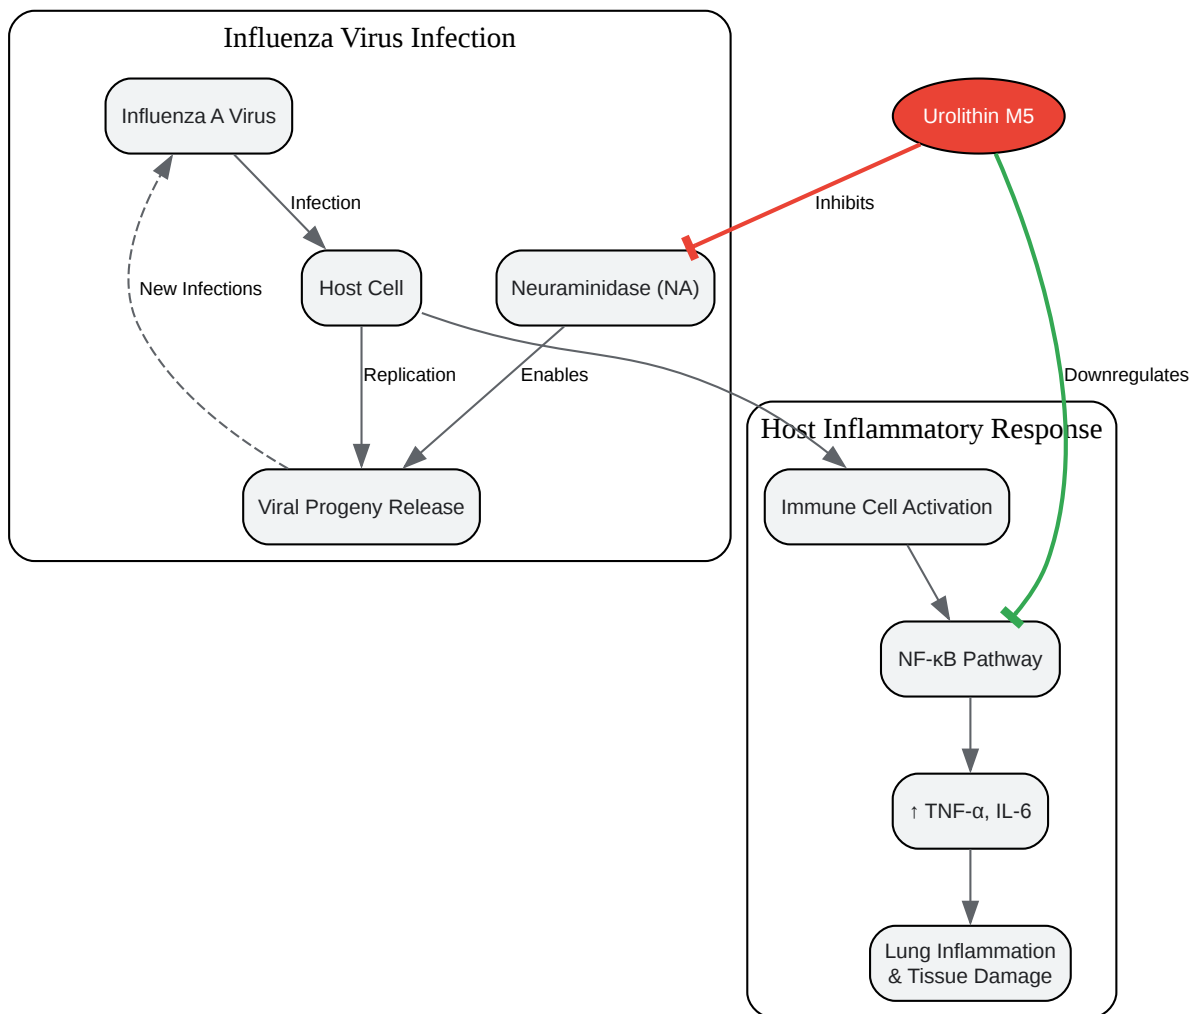 Influenza Virus Infection
Influenza A Virus
Urolithin M5
Infection
Inhibits
New Infections
Host Cell
Neuraminidase (NA)
Replication
Enables
Downregulates
Host Inflammatory Response
Viral Progeny Release
Immune Cell Activation
NF-κB Pathway
↑ TNF-α, IL-6
Lung Inflammation
& Tissue Damage